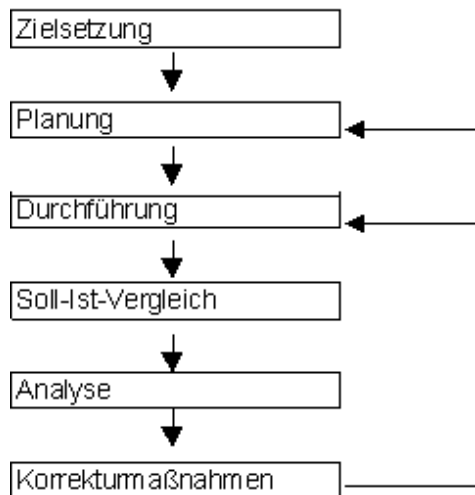 Zielsetzung
Planung
Durchführung
Soll-Ist-Vergleich
Analyse
Korrekturmaßnahmen